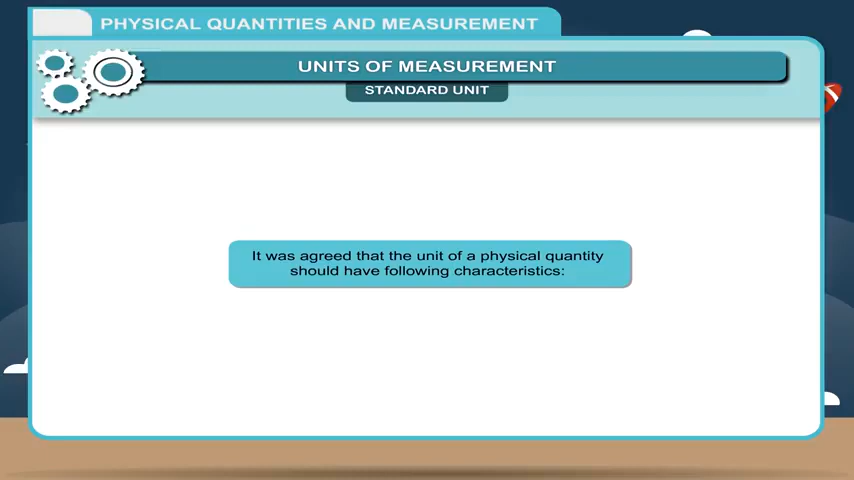 PHYSICAL QUANTITIES AND MEASUREMENT
UNITS OF MEASUREMENT
STANDARD UNIT
It was agreed that the unit of a physical quantity
should have following characteristics: